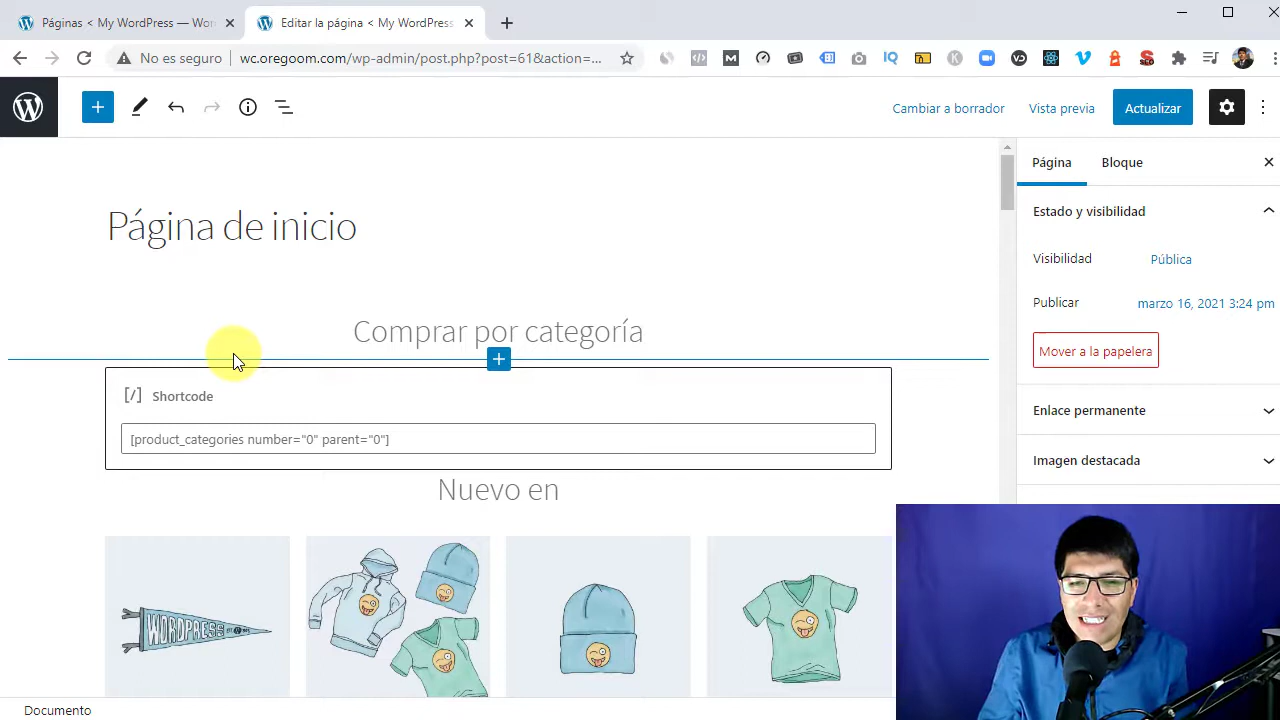 Páginas < My WordPress — Wor
Editar la página < My WordPress
No es seguro
wc.oregoom.com/wp-admin/post.php?post=61&action=...
Cambiar a borrador
Vista previa
Actualizar
Página de inicio
Comprar por categoría
Shortcode
[product_categories number="0" parent="0"]
Nuevo en
WORDPRESS
Página
Bloque
Estado y visibilidad
Visibilidad
Pública
Publicar
marzo 16, 2021 3:24 pm
Mover a la papelera
Enlace permanente
Imagen destacada
Documento